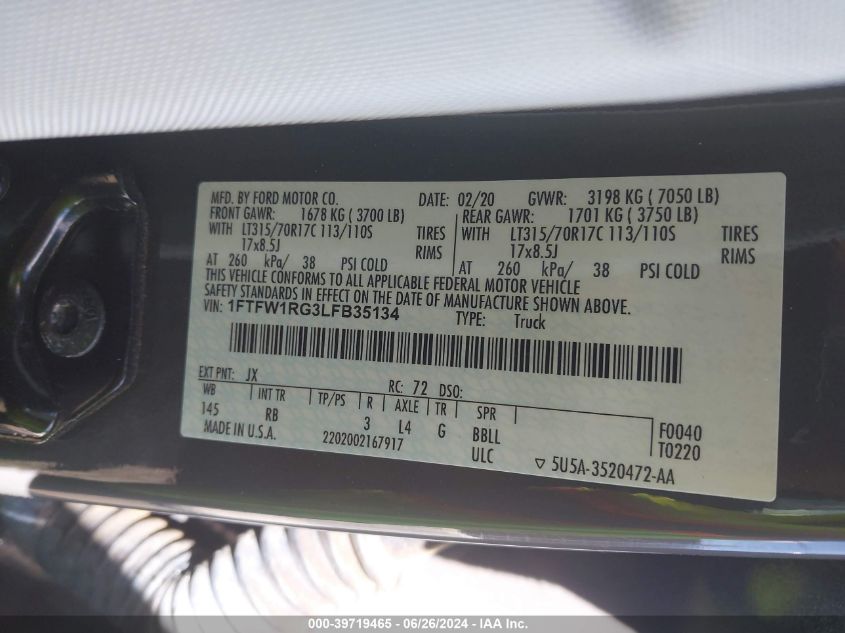 MFD. BY FORD MOTOR CO. DATE: 02/20 GVWR: 3198 KG ( 7050 LB)
FRONT GAWR: 1678 KG ( 3700 LB) REAR GAWR: 1701 KG ( 3750 LB)
WITH LT315/70R17C 113/110S TIRES WITH LT315/70R17C 113/110S TIRES
17x8.5J RIMS 17x8.5J RIMS
AT 260 kPa/ 38 PSI COLD AT 260 kPa/ 38 PSI COLD
THIS VEHICLE CONFORMS TO ALL APPLICABLE FEDERAL MOTOR VEHICLE
SAFETY STANDARDS IN EFFECT ON THE DATE OF MANUFACTURE SHOWN ABOVE.
VIN: 1FTFW1RG3LFB35134 TYPE: Truck
EXT PNT: JX RC: 72 DSO:
WB INT TR TP/PS R AXLE TR SPR
145 RB 3 L4 G BBLL F0040
MADE IN U.S.A. 2202002167917 ULC T0220
▽ 5U5A-3520472-AA
000-39719465 - 06/26/2024 - IAA Inc.